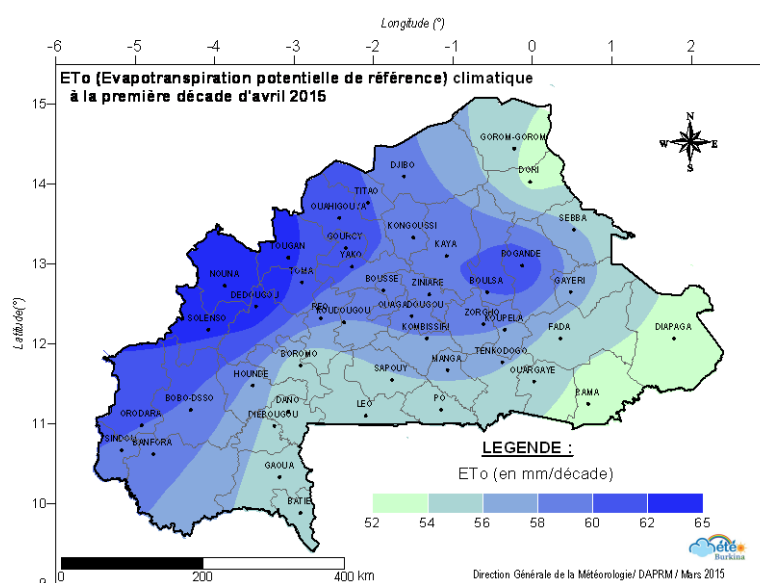 Longitude (°)
-6 -5 -4 -3 -2 -1 0 1 2
ETo (Evapotranspiration potentielle de référence) climatique
à la première décade d'avril 2015
15
14
13
12
11
10
Latitude(°)
N
W E
S
GOROM-GOROM
DJIBO
DORI
TITAO
OUAHIGOUYA
SEBBA
KONGOUSSI
GOURCY
TOUGAN
KAYA
YAKO
BOGANDE
NOUNA
TOMA
BOUSSE
ZINIARE
BOULSA
GAYERI
DEDOUGOU
REO
OUAGADOUGOU
SOLENSO
KOUDOUGOU
ZORGHO
KOUPELA
KOMBISSIRI
FADA
DIAPAGA
BOROMO
MANGA
TENKODOGO
HOUNDE
SAPOUY
OUARGAYE
BOBO-DSSO
DANO
LEO
PO
PAMA
ORODARA
DIEBOUGOU
SINDOU
BANFORA
GAOUA
BATIE
LEGENDE :
ETo (en mm/décade)
52 54 56 58 60 62 65
0 200 400 km
été
Burkina
Direction Générale de la Météorologie/ DAPRM / Mars 2015